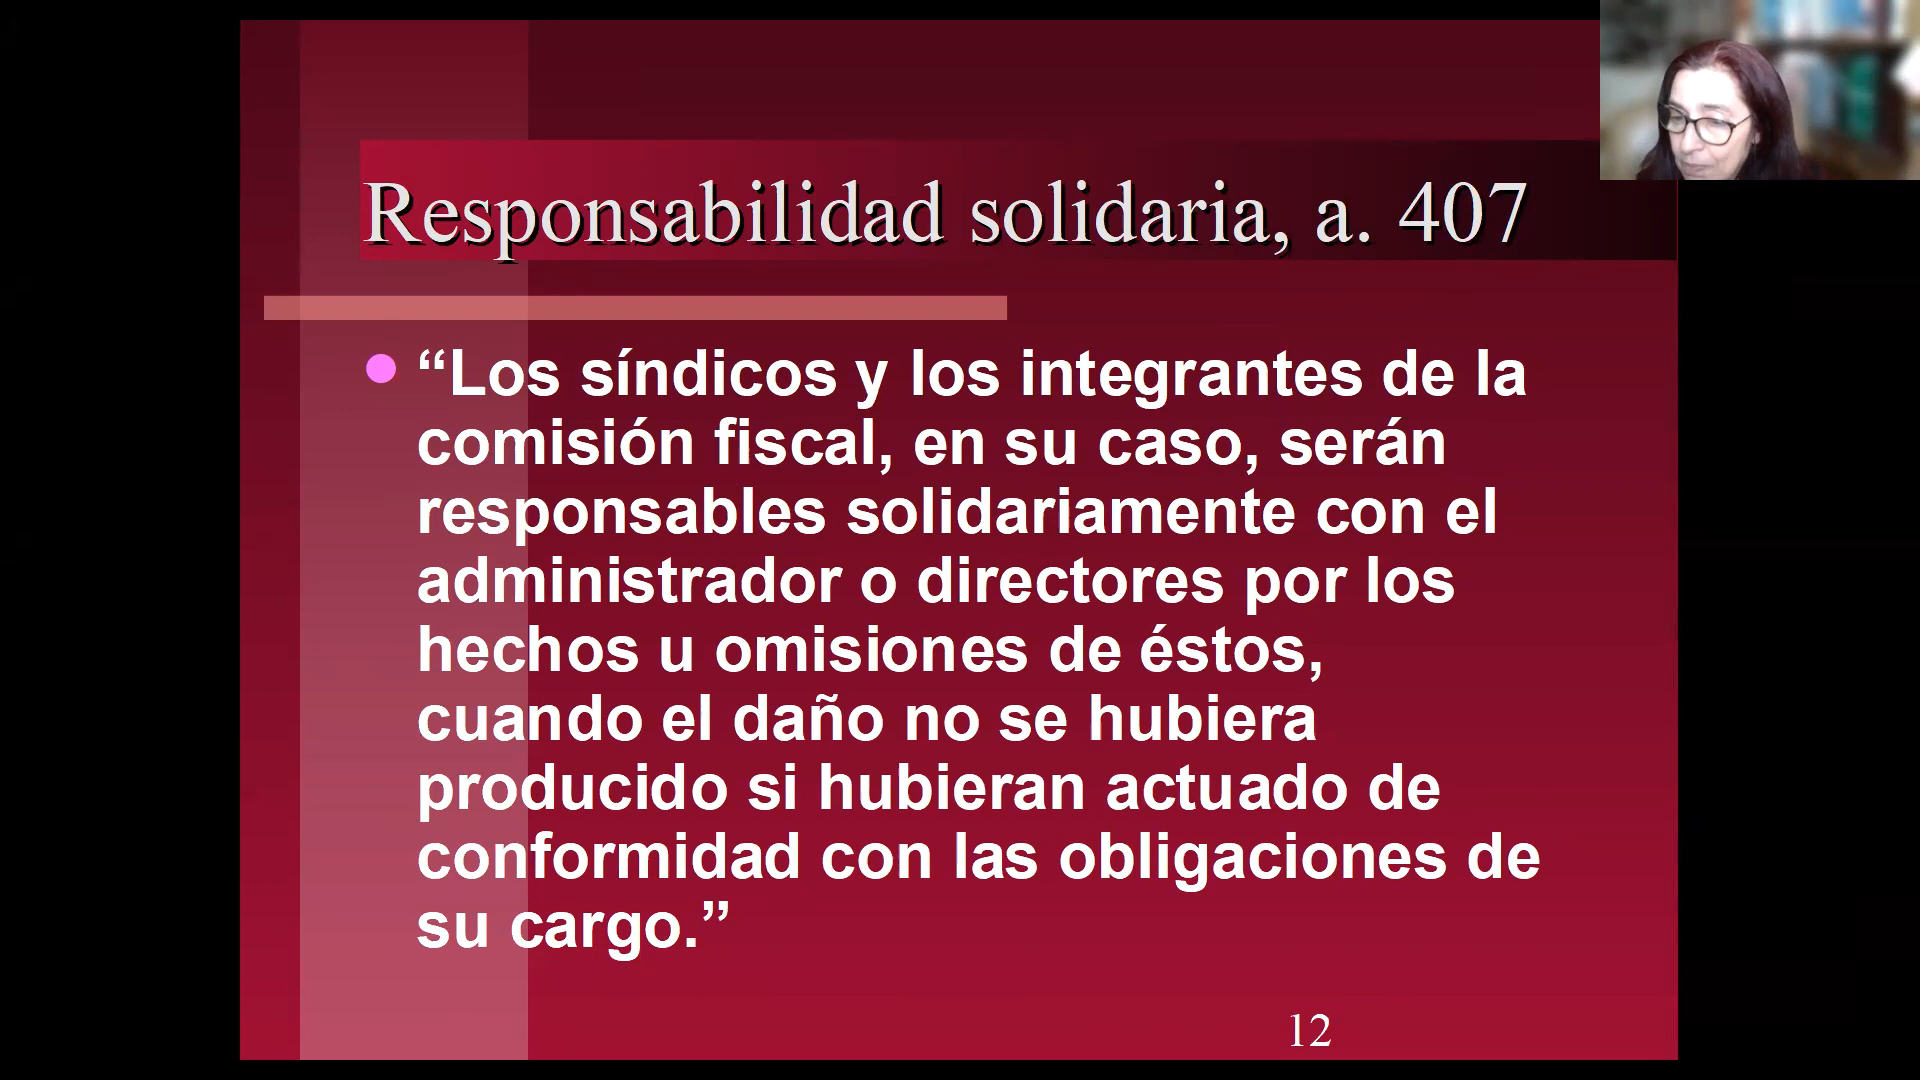 Responsabilidad solidaria, a. 407
“Los síndicos y los integrantes de la
comisión fiscal, en su caso, serán
responsables solidariamente con el
administrador o directores por los
hechos u omisiones de éstos,
cuando el daño no se hubiera
producido si hubieran actuado de
conformidad con las obligaciones de
su cargo.”
12